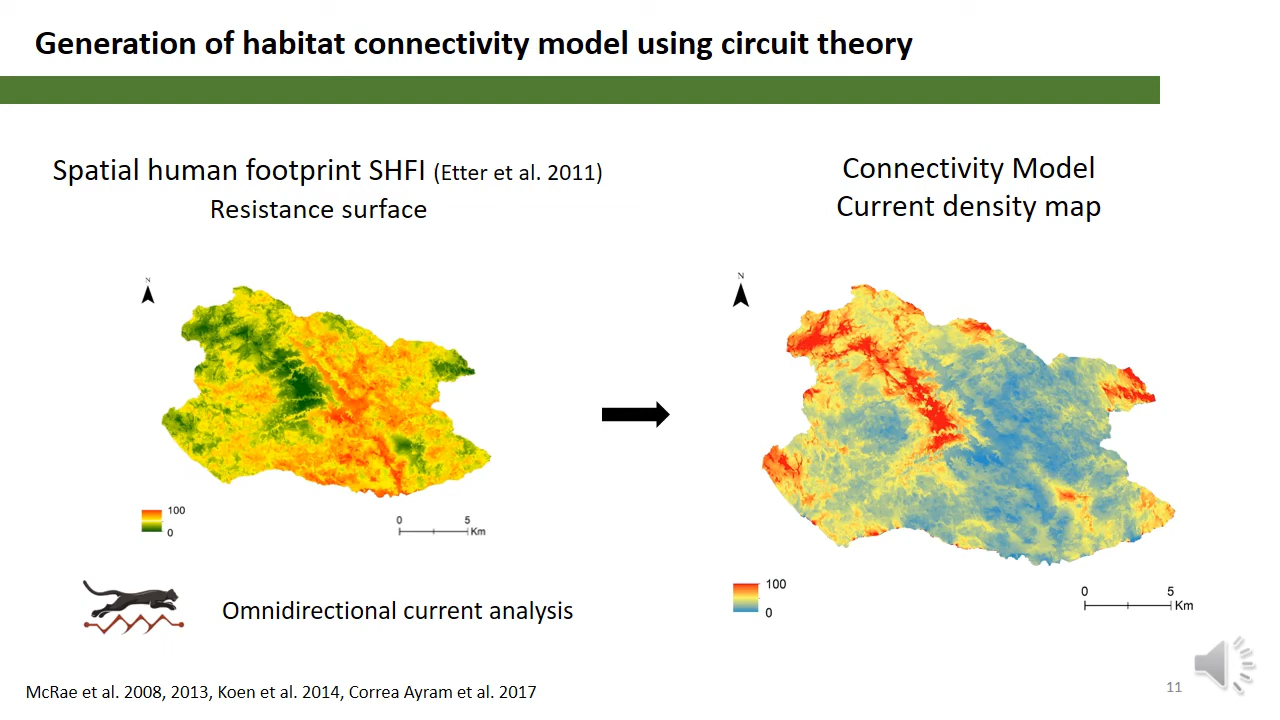 Generation of habitat connectivity model using circuit theory
Spatial human footprint SHFI (Etter et al. 2011)
Resistance surface
Connectivity Model
Current density map
N
N
100
0
0 5
Km
100
0
0 5
Km
Omnidirectional current analysis
McRae et al. 2008, 2013, Koen et al. 2014, Correa Ayram et al. 2017
11